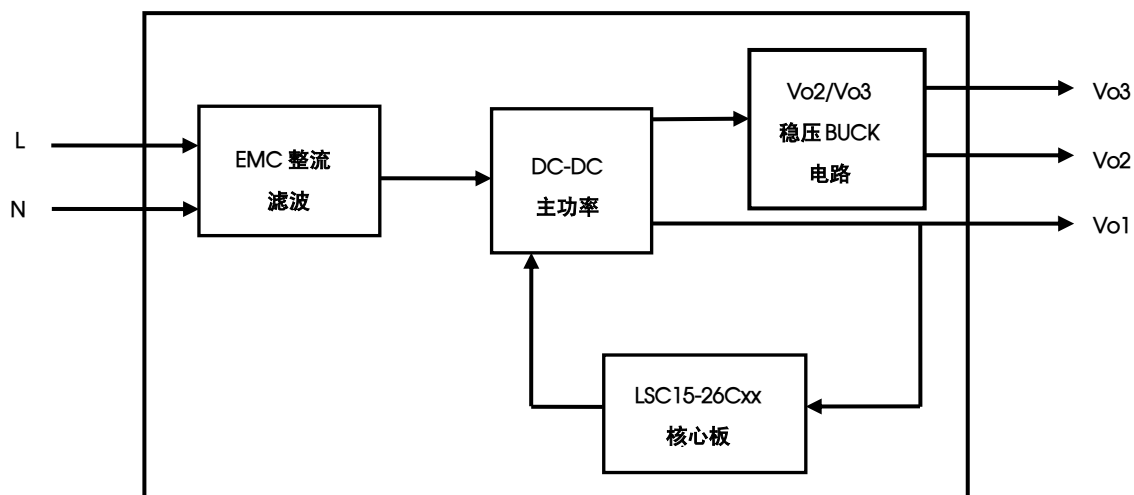 Vo2/Vo3
稳压 BUCK
电路
Vo3
Vo2
Vo1
L
N
EMC 整流
滤波
DC-DC
主功率
LSC15-26Cxx
核心板